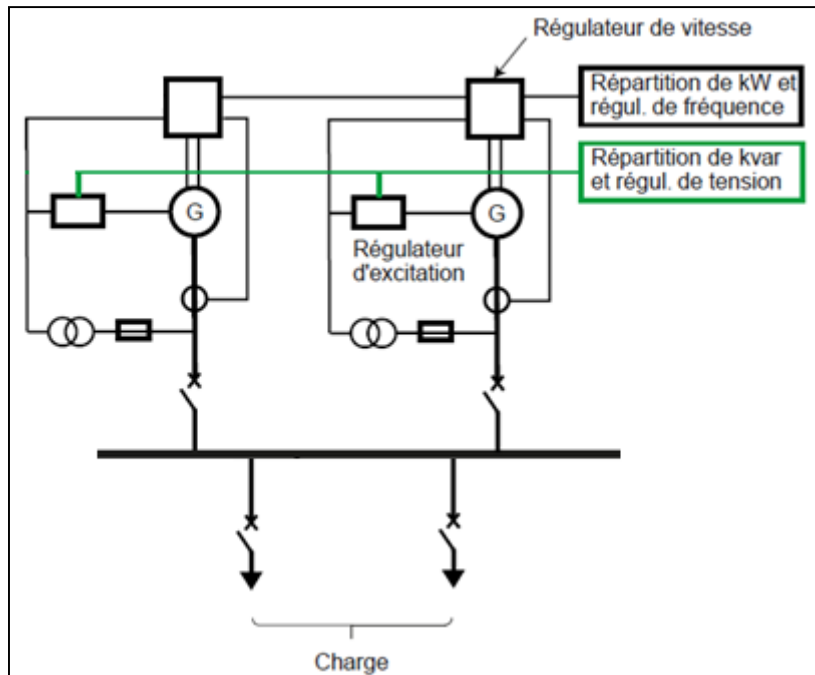 Régulateur de vitesse
Répartition de kW et
régul. de fréquence
Répartition de kvar
et régul. de tension
G
G
Régulateur
d'excitation
Charge